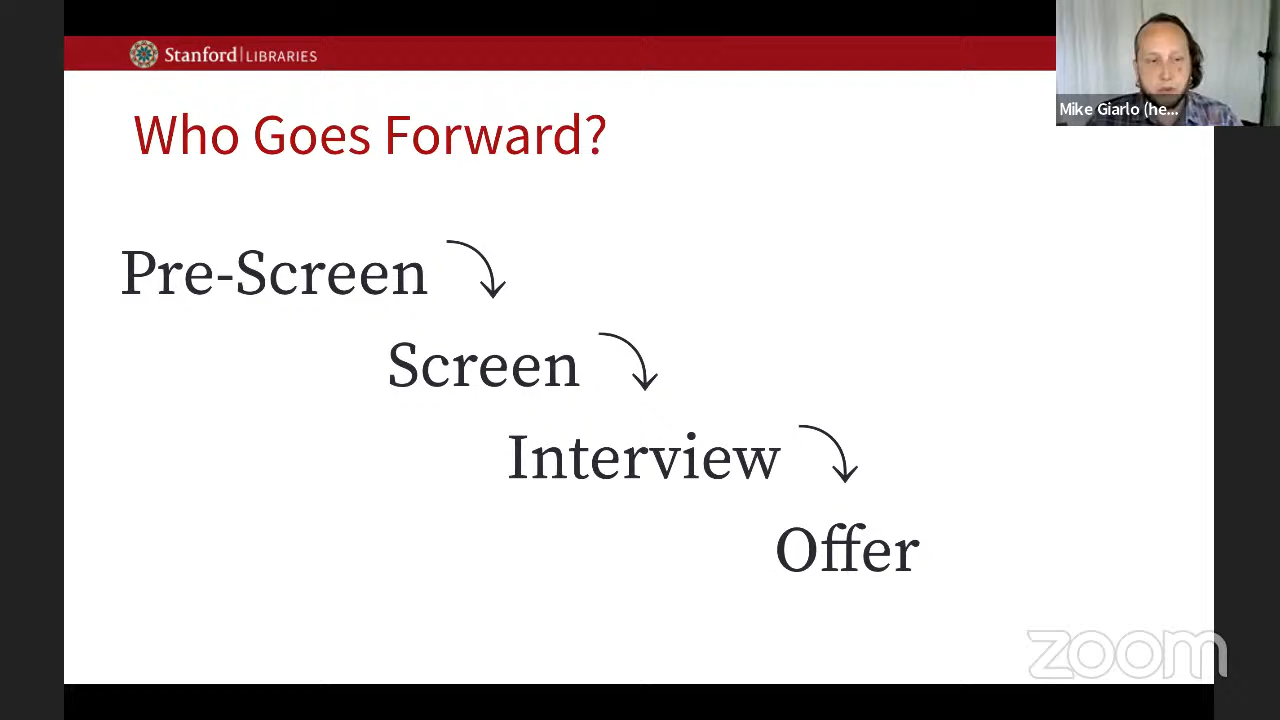 Stanford | LIBRARIES
Mike Giarlo (he...
Who Goes Forward?
Pre-Screen
Screen
Interview
Offer
zoom